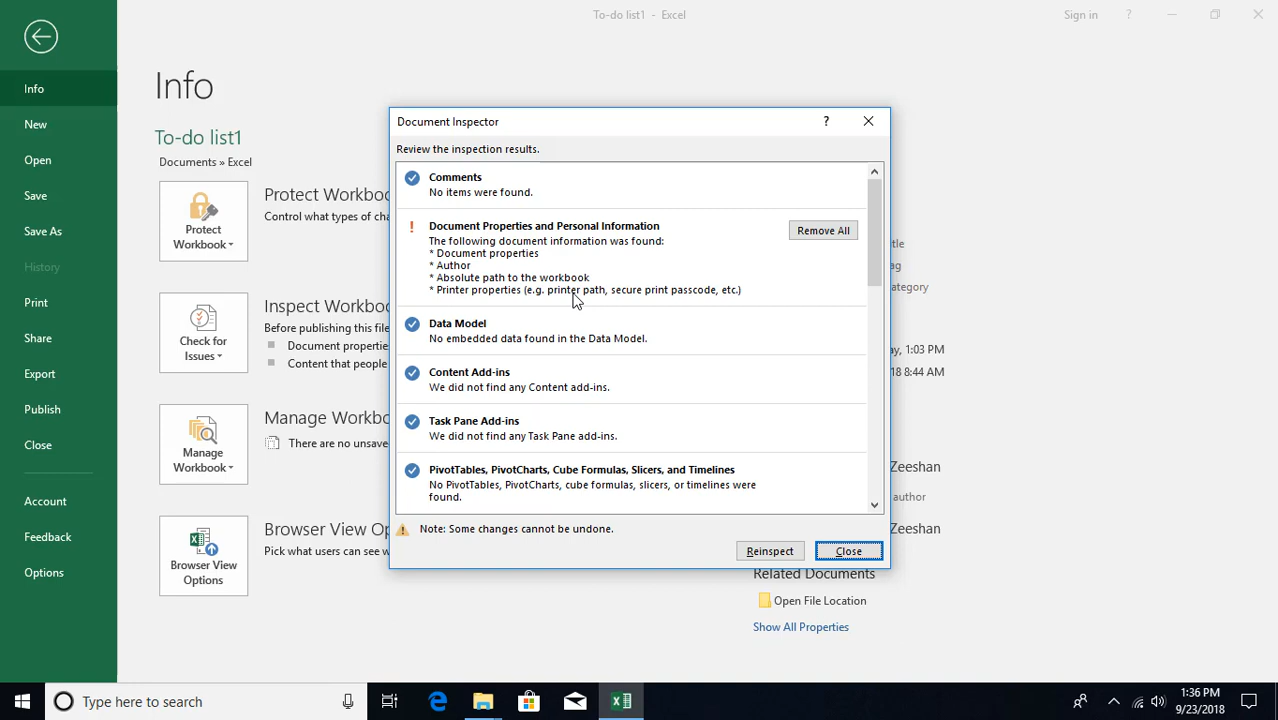 To-do list1 - Excel
Sign in
?
Info
New
Open
Save
Save As
History
Print
Share
Export
Publish
Close
Account
Feedback
Options
Info
To-do list1
Documents » Excel
Protect Workbook
Protect Workboo
Control what types of cha
Check for Issues
Inspect Workbo
Before publishing this file
Document propertie
Content that people
Manage Workbook
Manage Workbo
There are no unsave
Browser View Options
Browser View Op
Pick what users can see w
Document Inspector
?
Review the inspection results.
Comments
No items were found.
Document Properties and Personal Information
Remove All
The following document information was found:
* Document properties
* Author
* Absolute path to the workbook
* Printer properties (e.g. printer path, secure print passcode, etc.)
Data Model
No embedded data found in the Data Model.
Content Add-ins
We did not find any Content add-ins.
Task Pane Add-ins
We did not find any Task Pane add-ins.
PivotTables, PivotCharts, Cube Formulas, Slicers, and Timelines
No PivotTables, PivotCharts, cube formulas, slicers, or timelines were
found.
Note: Some changes cannot be undone.
Reinspect
Close
itle
ag
ategory
ay, 1:03 PM
18 8:44 AM
Zeeshan
author
Zeeshan
Related Documents
Open File Location
Show All Properties
Type here to search
1:36 PM
9/23/2018